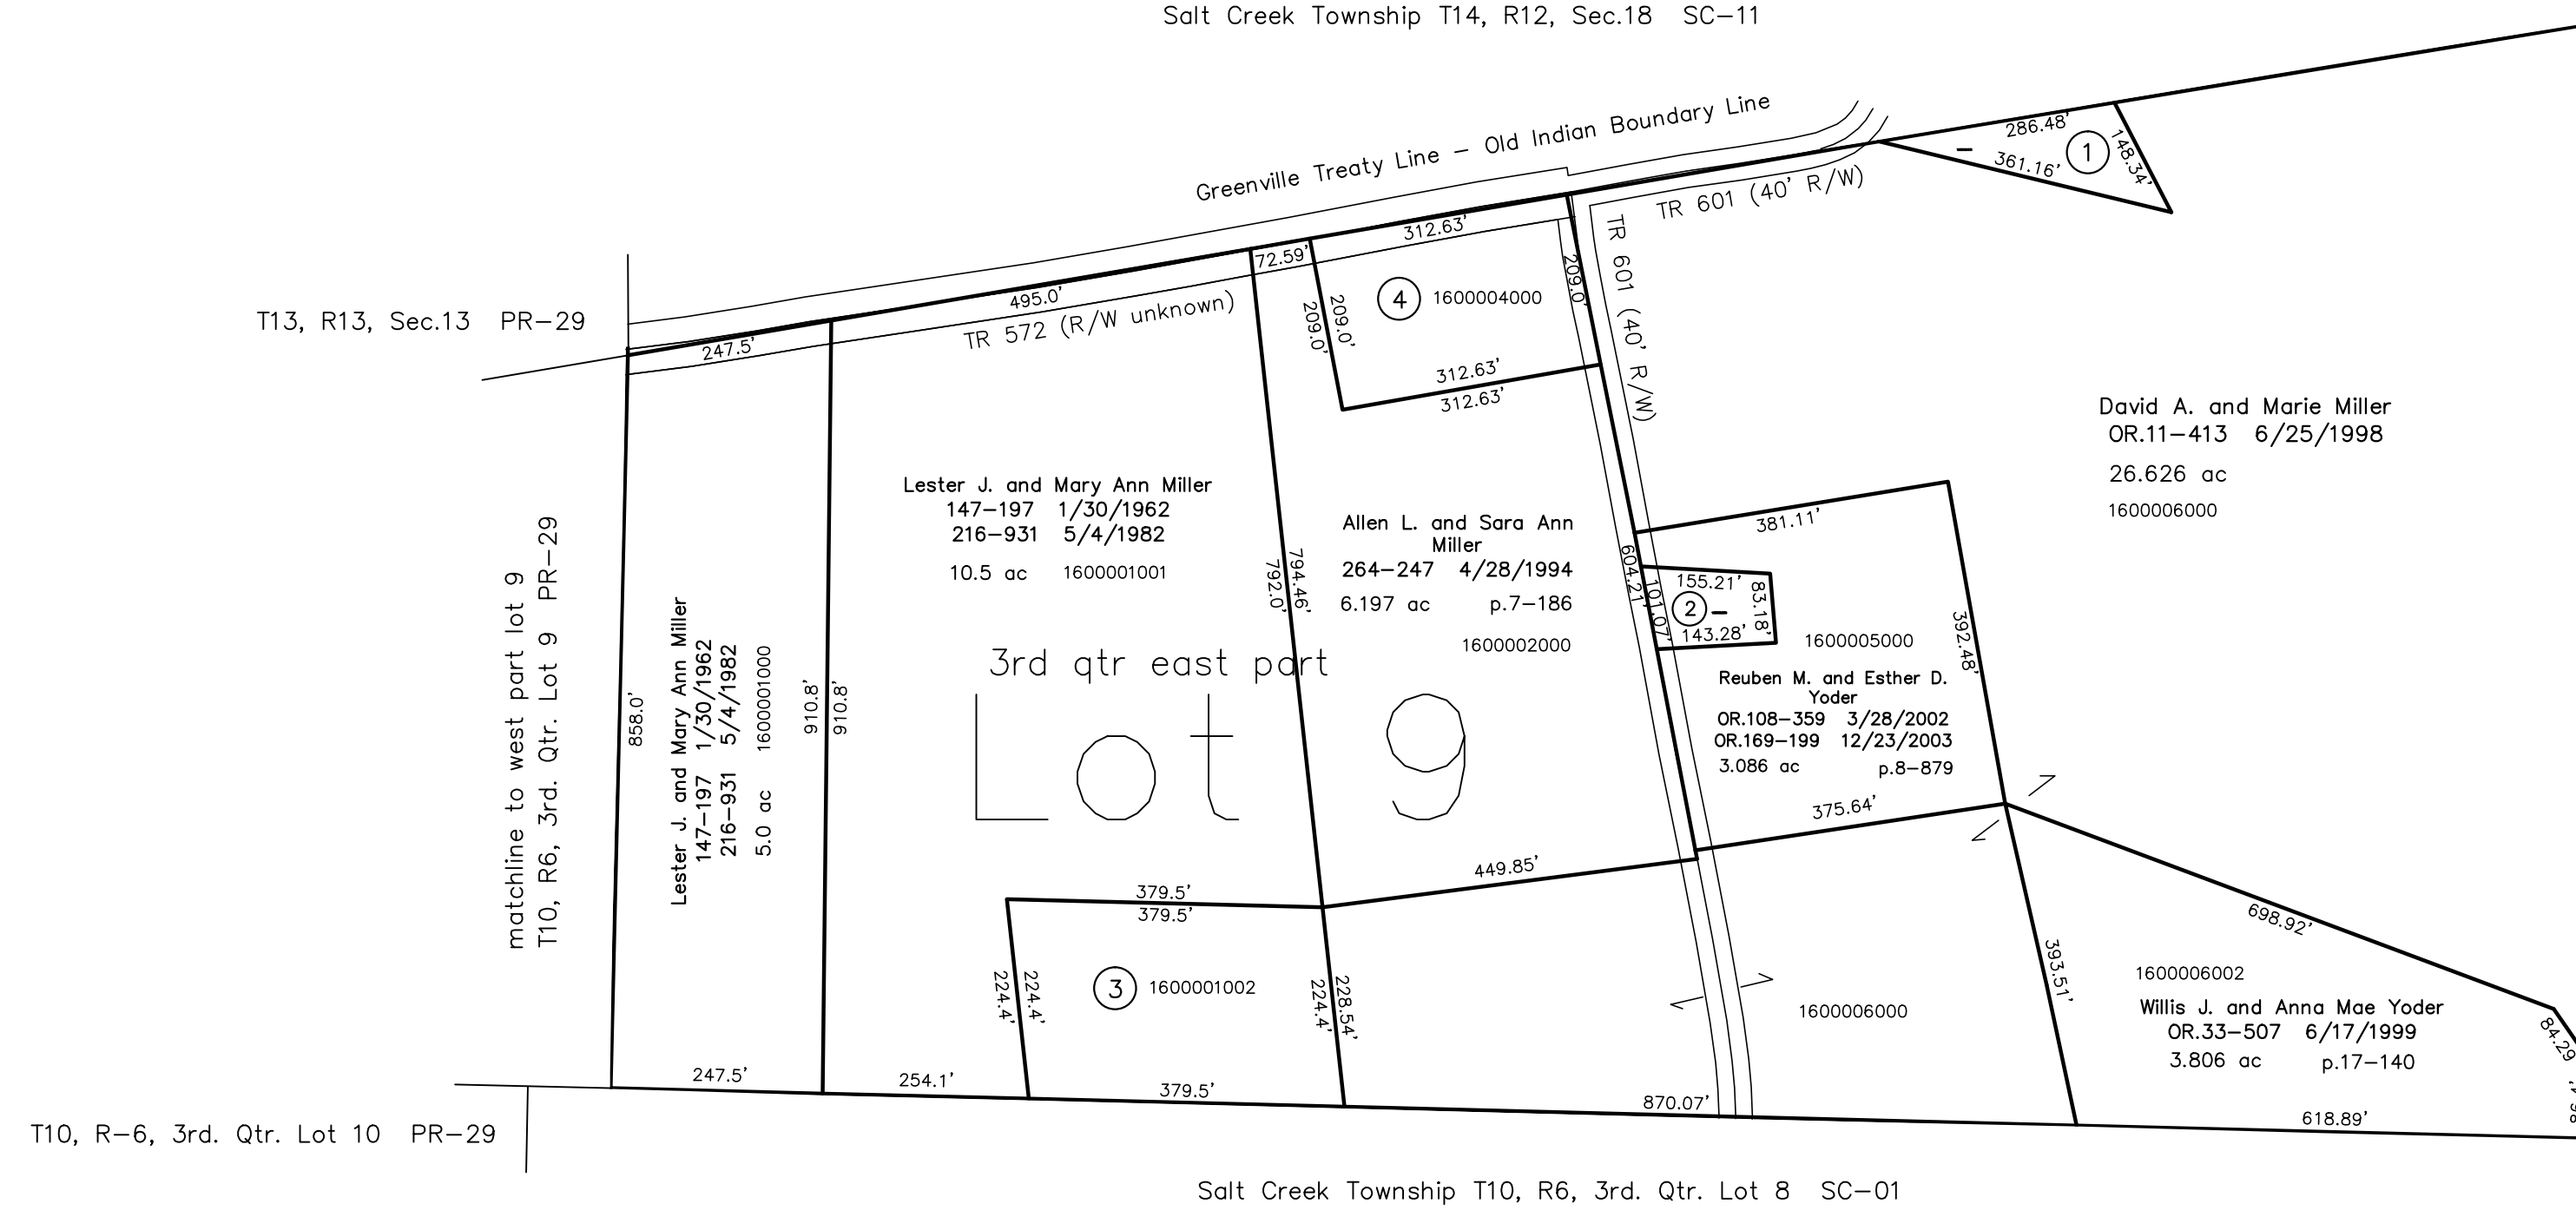 Salt Creek Township T14, R12, Sec.18 SC-11
Greenville Treaty Line - Old Indian Boundary Line
286.48'
1
148.34'
361.16'
TR 601 (40' R/W)
TR 601 (40' R/W)
T13, R13, Sec.13 PR-29
247.5'
495.0'
TR 572 (R/W unknown)
72.59'
312.63'
209.0'
209.0'
209.0'
4 1600004000
312.63'
312.63'
David A. and Marie Miller
OR.11-413 6/25/1998
26.626 ac
1600006000
Lester J. and Mary Ann Miller
147-197 1/30/1962
216-931 5/4/1982
10.5 ac 1600001001
792.0'
794.46'
Allen L. and Sara Ann
Miller
264-247 4/28/1994
6.197 ac p.7-186
1600002000
604.21'
381.11'
155.21'
101.07'
2
83.18'
143.28'
392.48'
1600005000
Reuben M. and Esther D.
Yoder
OR.108-359 3/28/2002
OR.169-199 12/23/2003
3.086 ac p.8-879
375.64'
matchline to west part lot 9
T10, R6, 3rd. Qtr. Lot 9 PR-29
858.0'
Lester J. and Mary Ann Miller
147-197 1/30/1962
216-931 5/4/1982
5.0 ac 1600001000
910.8'
910.8'
3rd qtr east part
Lot 9
449.85'
379.5'
379.5'
224.4'
224.4'
3 1600001002
224.4'
228.54'
1600006000
393.51'
698.92'
1600006002
Willis J. and Anna Mae Yoder
OR.33-507 6/17/1999
3.806 ac p.17-140
84.29
247.5'
254.1'
379.5'
870.07'
618.89'
T10, R-6, 3rd. Qtr. Lot 10 PR-29
Salt Creek Township T10, R6, 3rd. Qtr. Lot 8 SC-01